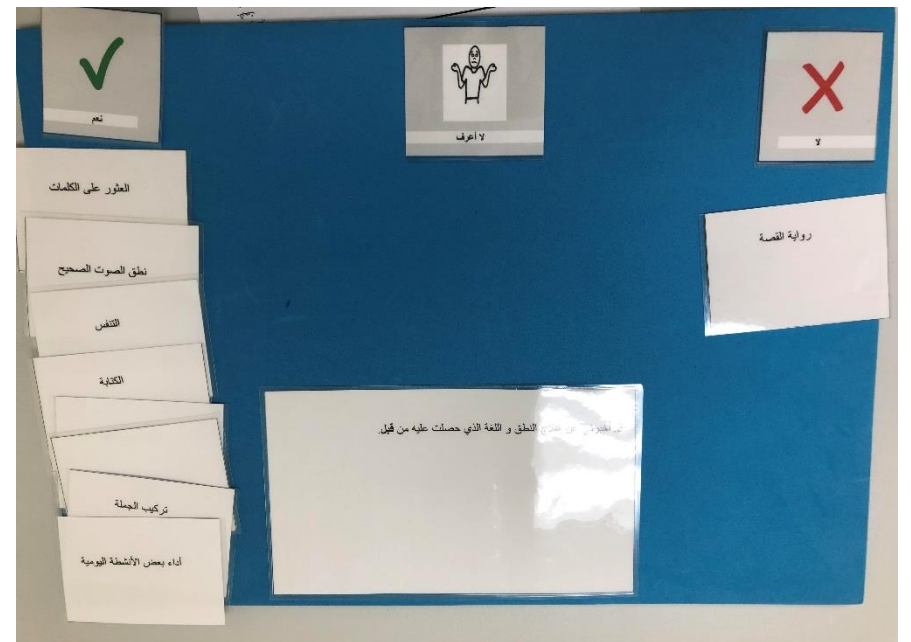 نعم
لا أعرف
لا
العثور على الكلمات
نطق الصوت الصحيح
التنفس
الكتابة
تركيب الجملة
أداء بعض الأنشطة اليومية
رواية القصة
النطق و اللغة الذي حصلت عليه من قبل